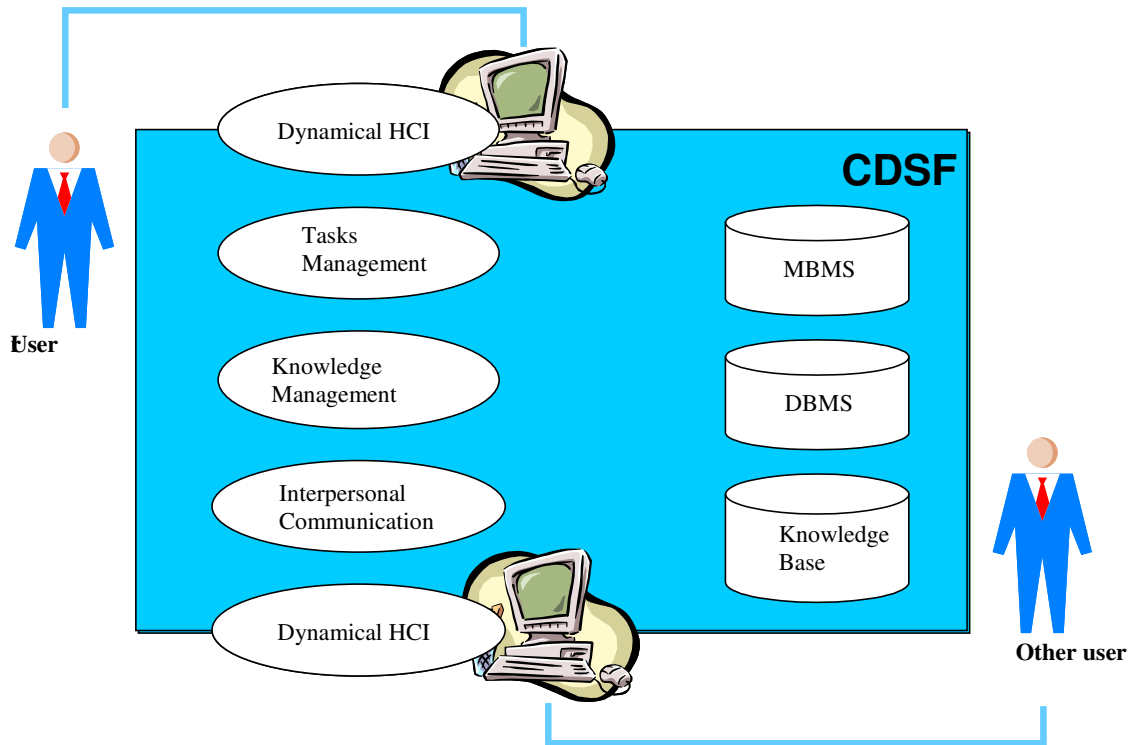 Dynamical HCI
CDSF
Tasks
Management
MBMS
User
Knowledge
Management
DBMS
Interpersonal
Communication
Knowledge
Base
Dynamical HCI
Other user